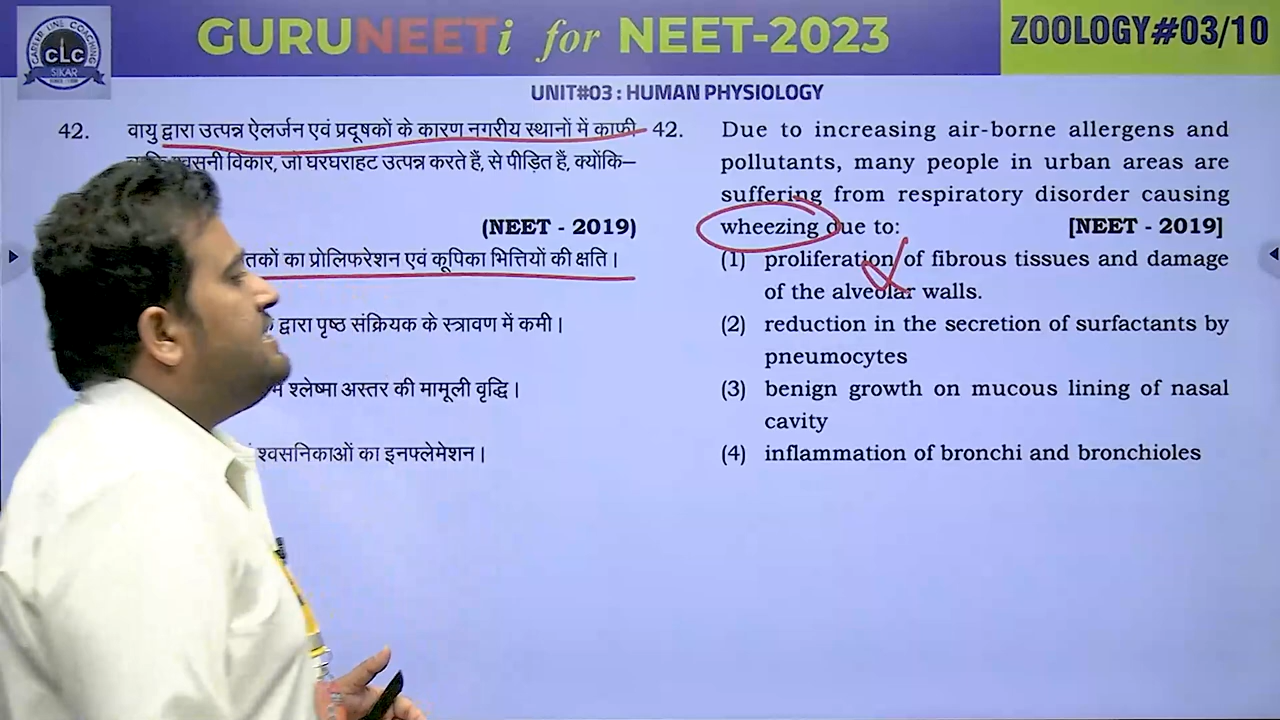 GURUNEETi for NEET-2023
ZOOLOGY#03/10
CAREER LINE COACHING
CLC
SIKAR
UNIT#03 : HUMAN PHYSIOLOGY
42. वायु द्वारा उत्पन्न ऐलर्जन एवं प्रदूषकों के कारण नगरीय स्थानों में काफी
विकार, जो घरघराहट उत्पन्न करते हैं, से पीड़ित हैं, क्योंकि–
(NEET - 2019)
का प्रोलिफरेशन एवं कूपिका भित्तियों की क्षति।
द्वारा पृष्ठ संक्रियक के स्त्रावण में कमी।
श्लेष्मा अस्तर की मामूली वृद्धि।
श्वसनिकाओं का इनफ्लेमेशन।
42. Due to increasing air-borne allergens and
pollutants, many people in urban areas are
suffering from respiratory disorder causing
wheezing due to: [NEET - 2019]
(1) proliferation of fibrous tissues and damage
of the alveolar walls.
(2) reduction in the secretion of surfactants by
pneumocytes
(3) benign growth on mucous lining of nasal
cavity
(4) inflammation of bronchi and bronchioles